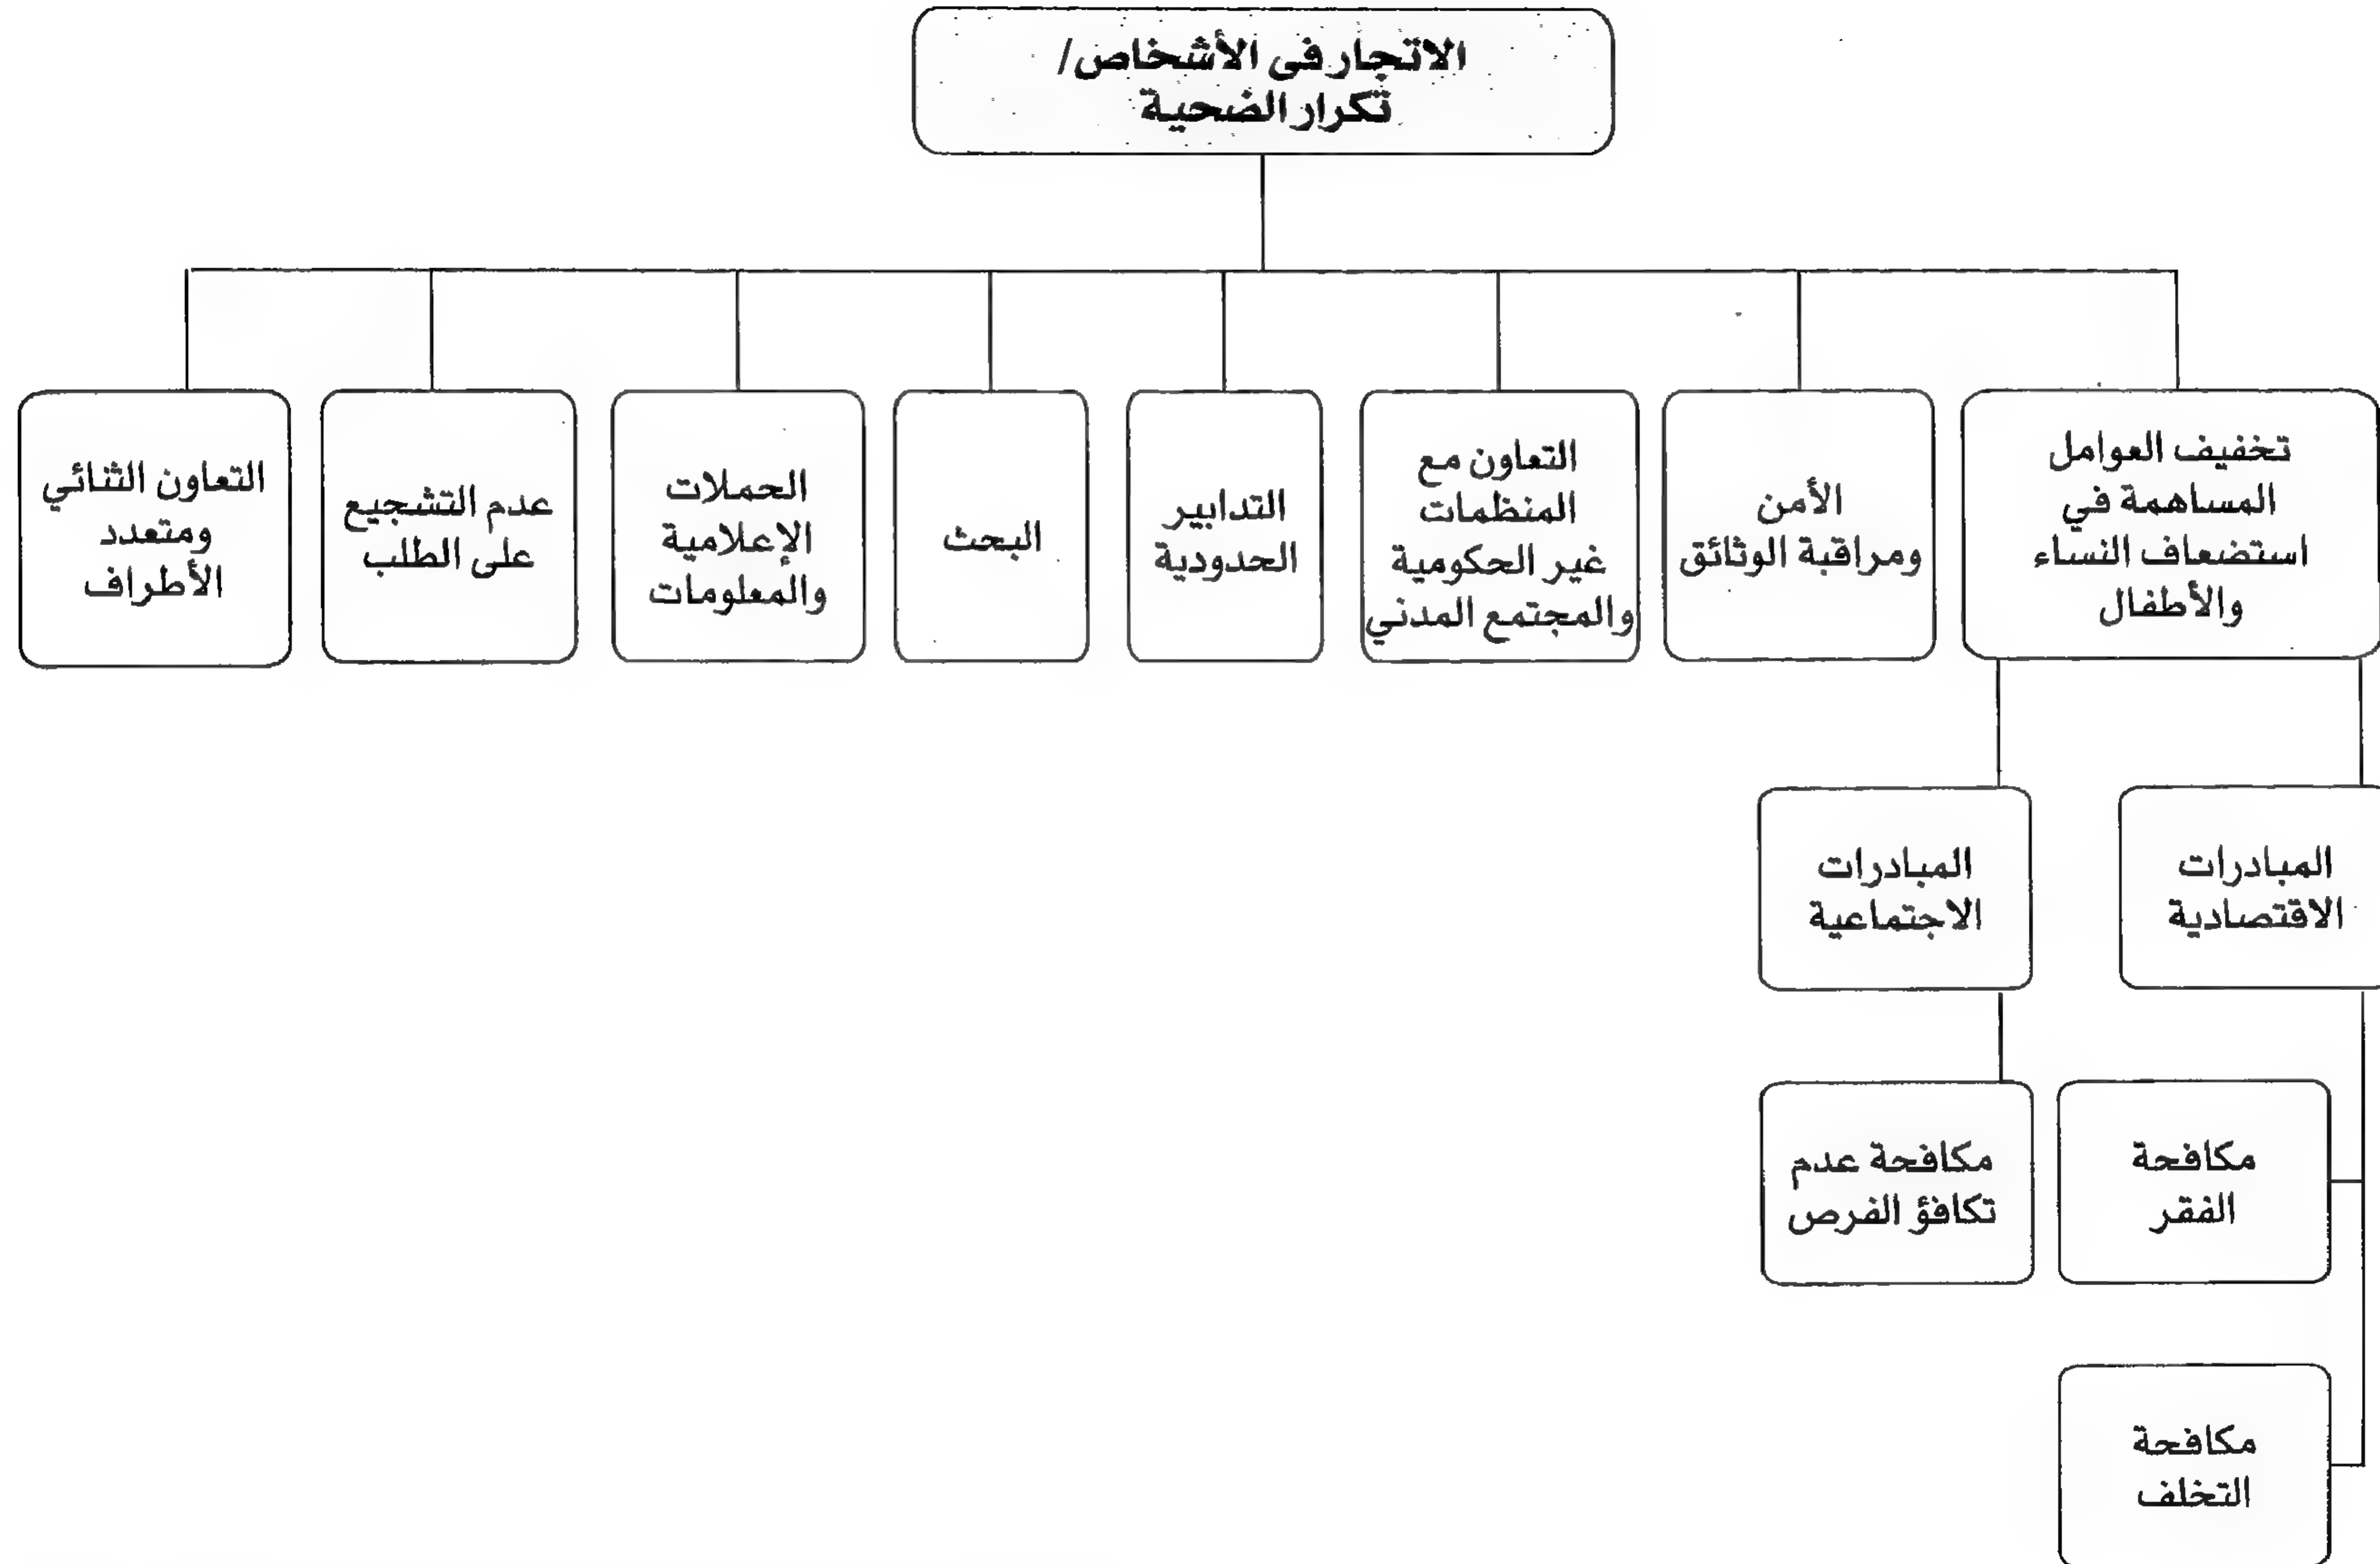 الاتجار فى الأشخاص/
تكرار الضحية
تخفيف العوامل
المساهمة في
استضعاف النساء
والأطفال
الأمن
ومراقبة الوثائق
التعاون مع
المنظمات
غير الحكومية
والمجتمع المدني
التدابير
الحدودية
البحث
الحملات
الإعلامية
والمعلومات
عدم التشجيع
على الطلب
التعاون الثنائي
ومتعدد
الأطراف
المبادرات
الاقتصادية
المبادرات
الاجتماعية
مكافحة
الفقر
مكافحة عدم
تكافؤ الفرص
مكافحة
التخلف